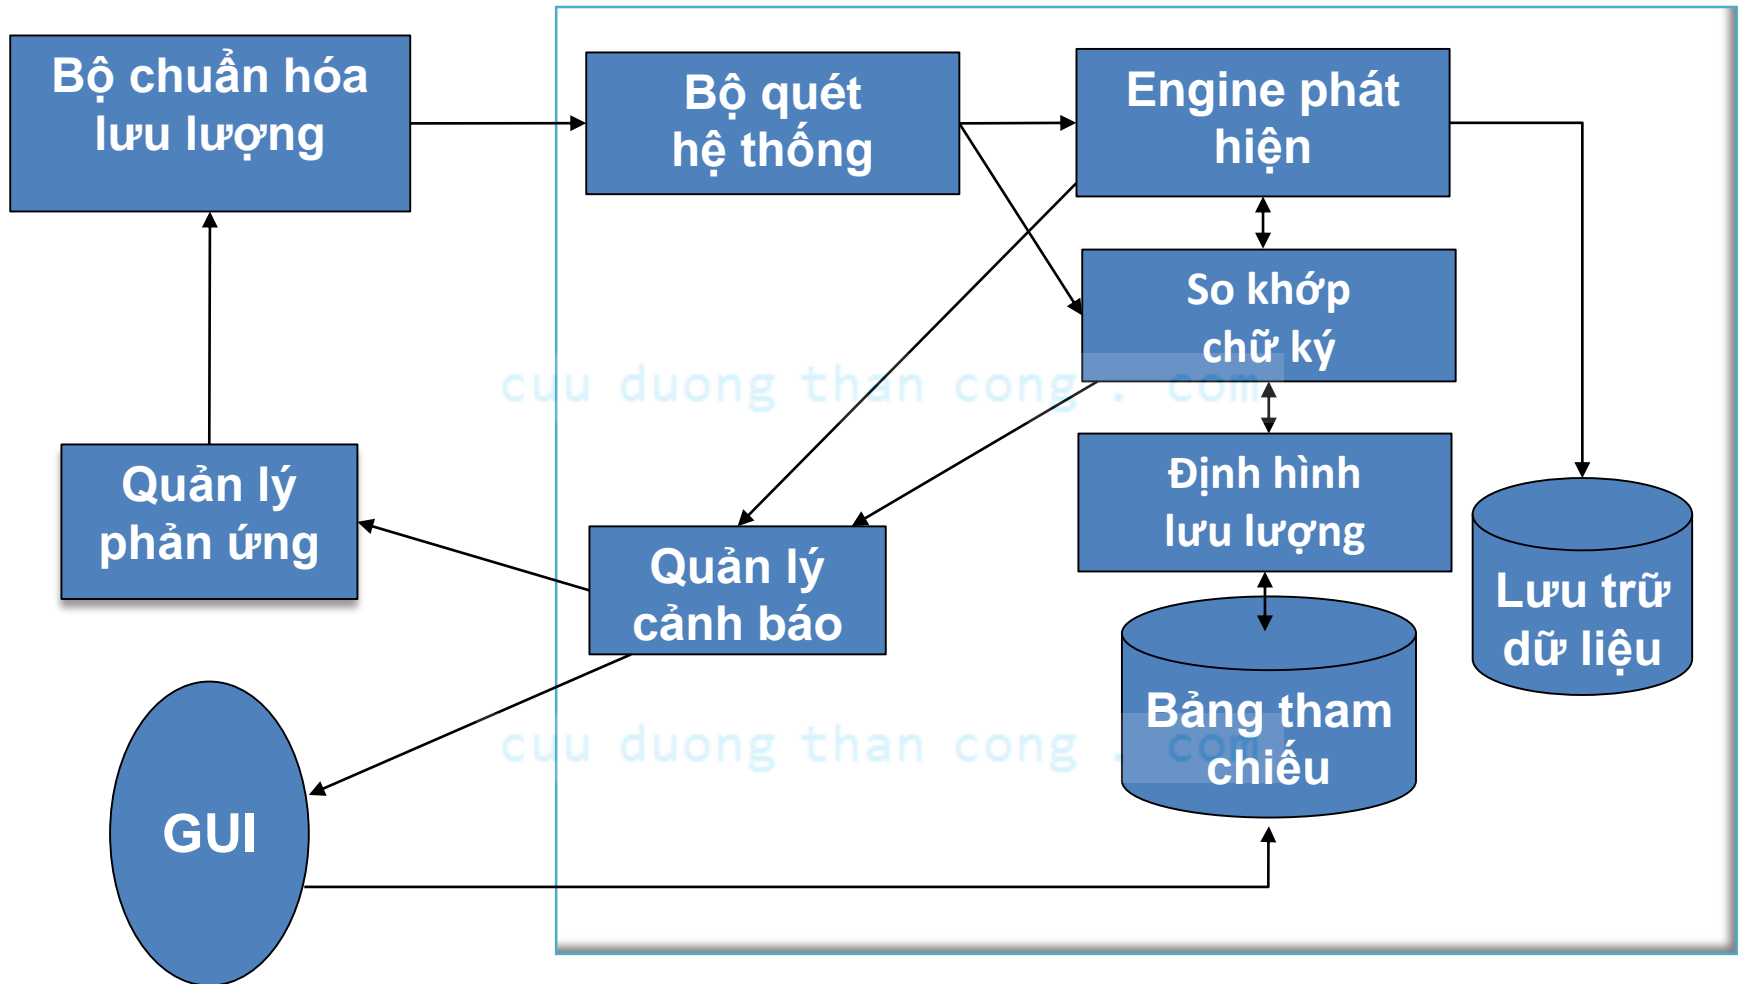 Bộ chuẩn hóa
lưu lượng
Bộ quét
hệ thống
Engine phát
hiện
So khớp
chữ ký
cuu duong than cong . com
Định hình
lưu lượng
Quản lý
phản ứng
Quản lý
cảnh báo
Lưu trữ
dữ liệu
Bảng tham
chiếu
cuu duong than cong . com
GUI